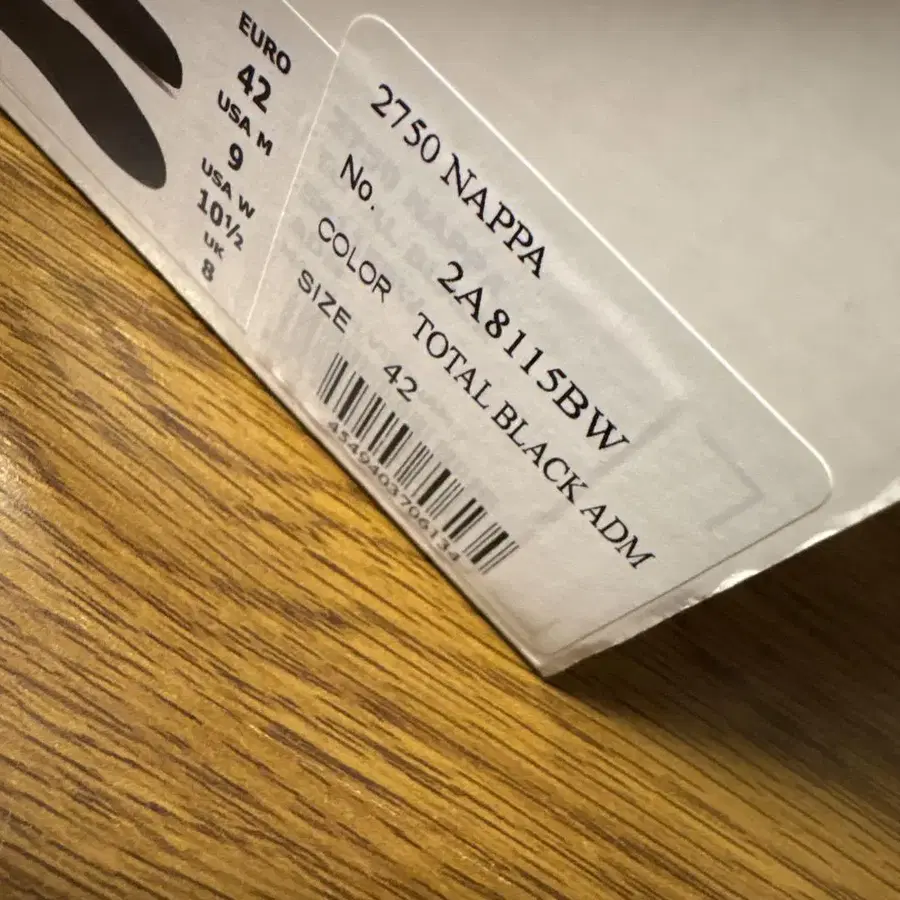 EURO
42
USA M
9
USA W
10½
UK
8
2750 NAPPA
No. 2A8115BW
COLOR TOTAL BLACK ADM
SIZE 42
4549403706134